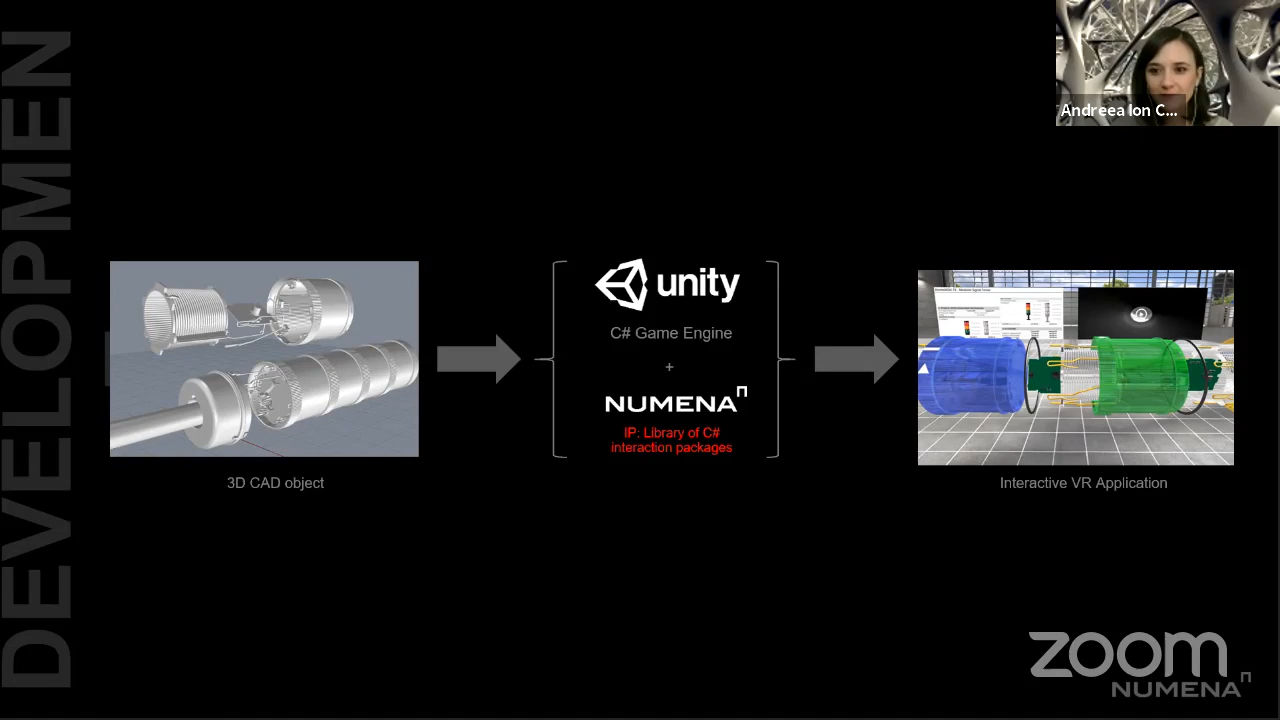 DEVELOPMEN
Andreea Ion C...
unity
C# Game Engine
+
NUMENA
IP: Library of C#
interaction packages
3D CAD object
Interactive VR Application
zoom
NUMENA